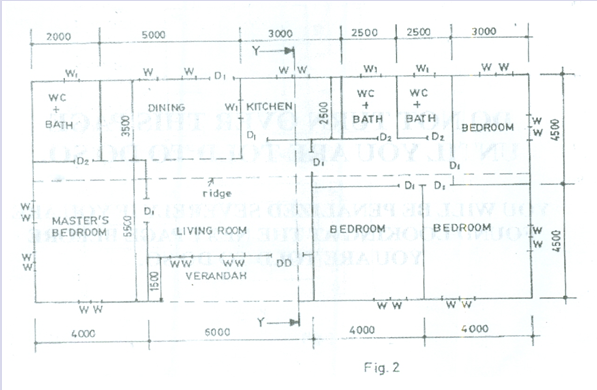 2000 5000 3000 2500 2500 3000
Y
W1 W W D1 W W W1 W1 W W
WC
+
BATH
DINING
W1
KITCHEN
2500
WC
+
BATH
WC
+
BATH
BEDROOM
W
W
4500
3500
D1
D2 D2
D2
D1
D1
ridge
D1
D1
W
W
5500
MASTER'S
BEDROOM
LIVING ROOM
BEDROOM
BEDROOM
W
W
4500
W
W
WW WW DD
VERANDAH
1500
W W
W W W W
Y
4000 6000 4000 4000
Fig. 2